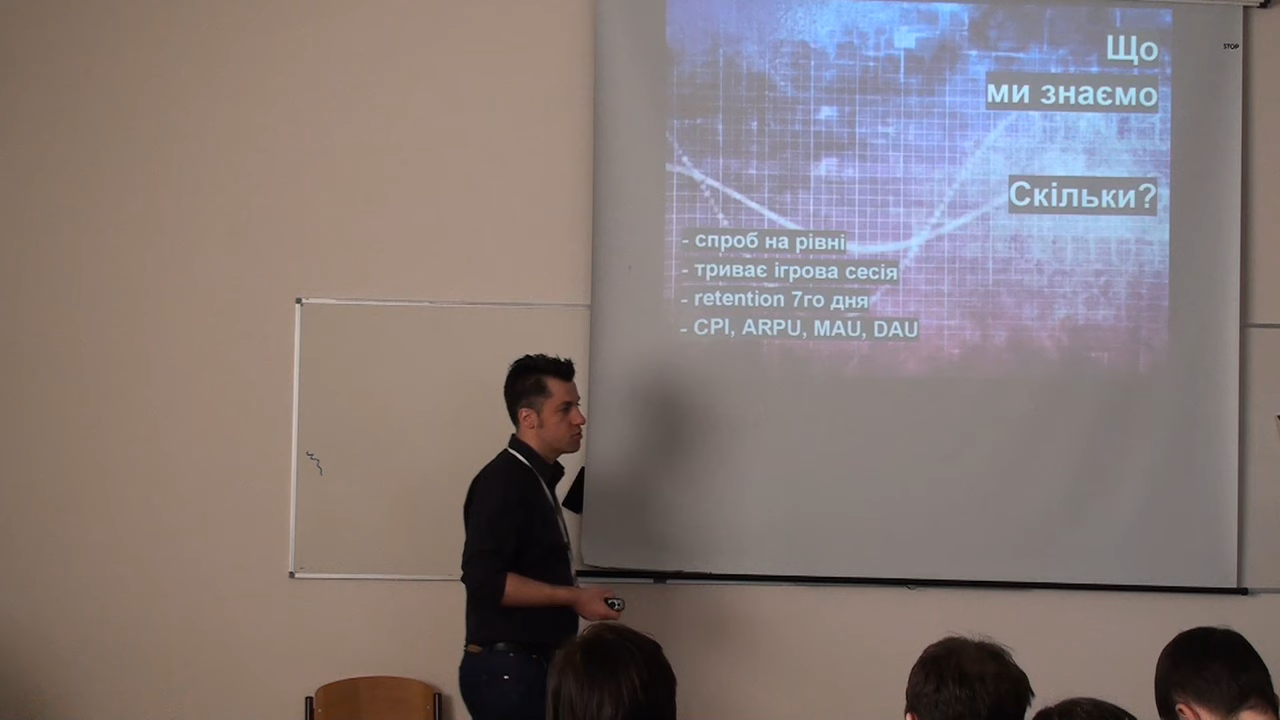 Що
ми знаємо
Скільки?
- спроб на рівні
- триває ігрова сесія
- retention 7го дня
- CPI, ARPU, MAU, DAU
STOP